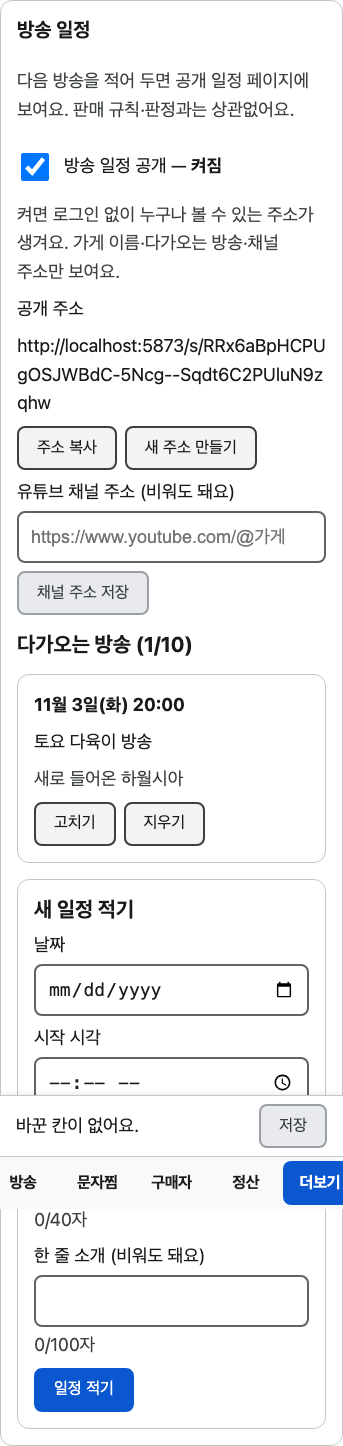 방송 일정
다음 방송을 적어 두면 공개 일정 페이지에
보여요. 판매 규칙·판정과는 상관없어요.
방송 일정 공개 — 켜짐
켜면 로그인 없이 누구나 볼 수 있는 주소가
생겨요. 가게 이름·다가오는 방송·채널
주소만 보여요.
공개 주소
http://localhost:5873/s/RRx6aBpHCPU
gOSJWBdC-5Ncg--Sqdt6C2PUluN9z
qhw
주소 복사 새 주소 만들기
유튜브 채널 주소 (비워도 돼요)
https://www.youtube.com/@가게
채널 주소 저장
다가오는 방송 (1/10)
11월 3일(화) 20:00
토요 다육이 방송
새로 들어온 하월시아
고치기 지우기
새 일정 적기
날짜
mm/dd/yyyy
시작 시각
--:-- --
바꾼 칸이 없어요. 저장
방송 문자찜 구매자 정산 더보기
0/40자
한 줄 소개 (비워도 돼요)
0/100자
일정 적기